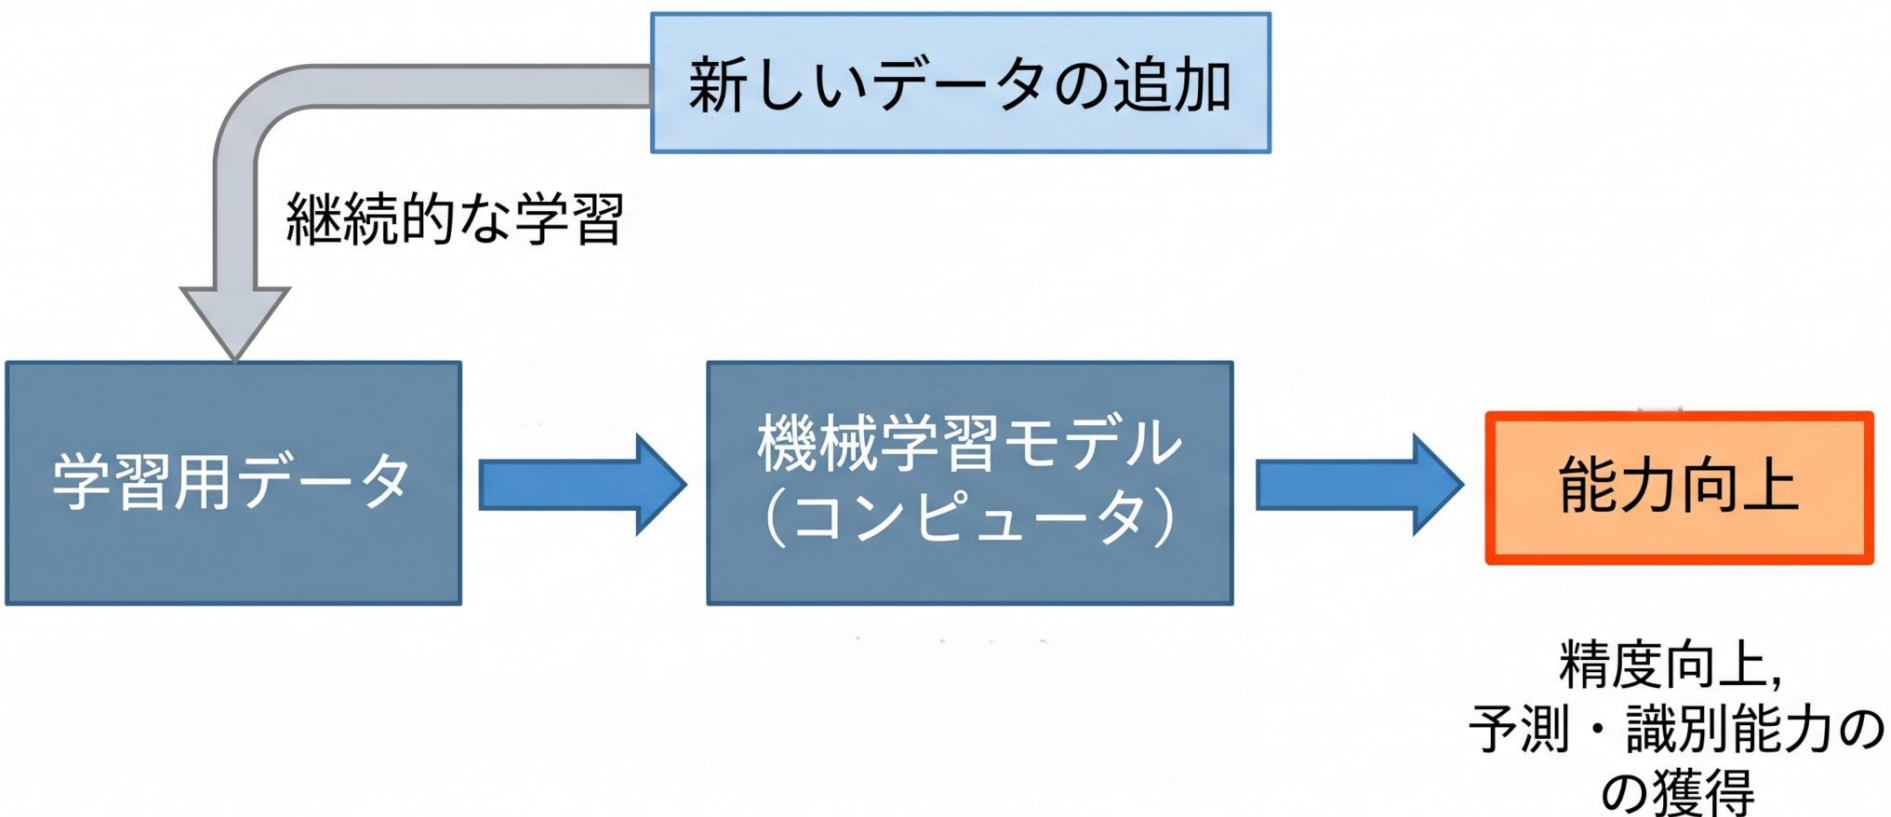 新しいデータの追加
継続的な学習
学習用データ
機械学習モデル
（コンピュータ）
能力向上
精度向上,
予測・識別能力の
の獲得